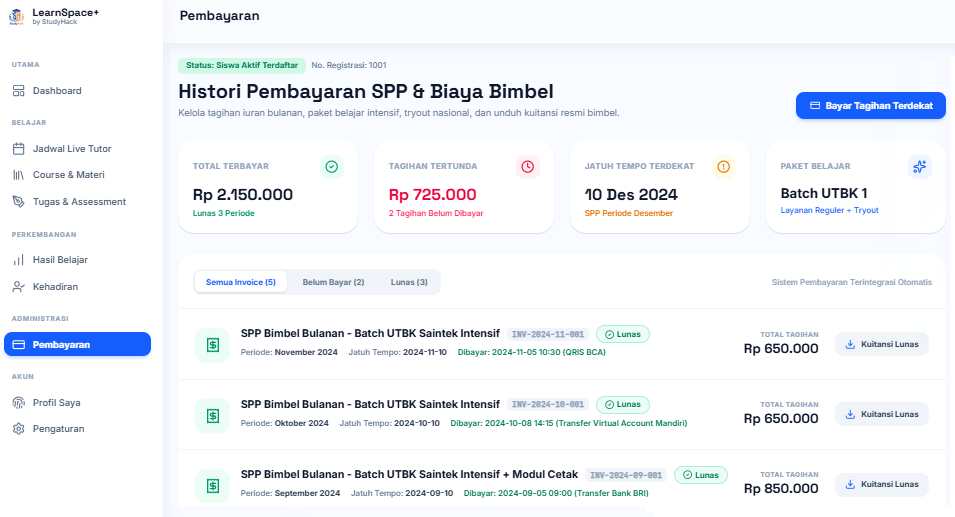 LearnSpace+
by StudyHack
UTAMA
Dashboard
BELAJAR
Jadwal Live Tutor
Course & Materi
Tugas & Assessment
PERKEMBANGAN
Hasil Belajar
Kehadiran
ADMINISTRASI
Pembayaran
AKUN
Profil Saya
Pengaturan
Pembayaran
Status: Siswa Aktif Terdaftar No. Registrasi: 1001
Histori Pembayaran SPP & Biaya Bimbel
Kelola tagihan iuran bulanan, paket belajar intensif, tryout nasional, dan unduh kuitansi resmi bimbel.
Bayar Tagihan Terdekat
TOTAL TERBAYAR
Rp 2.150.000
Lunas 3 Periode
TAGIHAN TERTUNDA
Rp 725.000
2 Tagihan Belum Dibayar
JATUH TEMPO TERDEKAT
10 Des 2024
SPP Periode Desember
PAKET BELAJAR
Batch UTBK 1
Layanan Reguler + Tryout
Semua Invoice (5) Belum Bayar (2) Lunas (3)
Sistem Pembayaran Terintegrasi Otomatis
SPP Bimbel Bulanan - Batch UTBK Saintek Intensif INV-2024-11-001 Lunas
Periode: November 2024 Jatuh Tempo: 2024-11-10 Dibayar: 2024-11-05 10:30 (QRIS BCA)
TOTAL TAGIHAN
Rp 650.000
Kuitansi Lunas
SPP Bimbel Bulanan - Batch UTBK Saintek Intensif INV-2024-10-001 Lunas
Periode: Oktober 2024 Jatuh Tempo: 2024-10-10 Dibayar: 2024-10-08 14:15 (Transfer Virtual Account Mandiri)
TOTAL TAGIHAN
Rp 650.000
Kuitansi Lunas
SPP Bimbel Bulanan - Batch UTBK Saintek Intensif + Modul Cetak INV-2024-09-001 Lunas
Periode: September 2024 Jatuh Tempo: 2024-09-10 Dibayar: 2024-09-05 09:00 (Transfer Bank BRI)
TOTAL TAGIHAN
Rp 850.000
Kuitansi Lunas